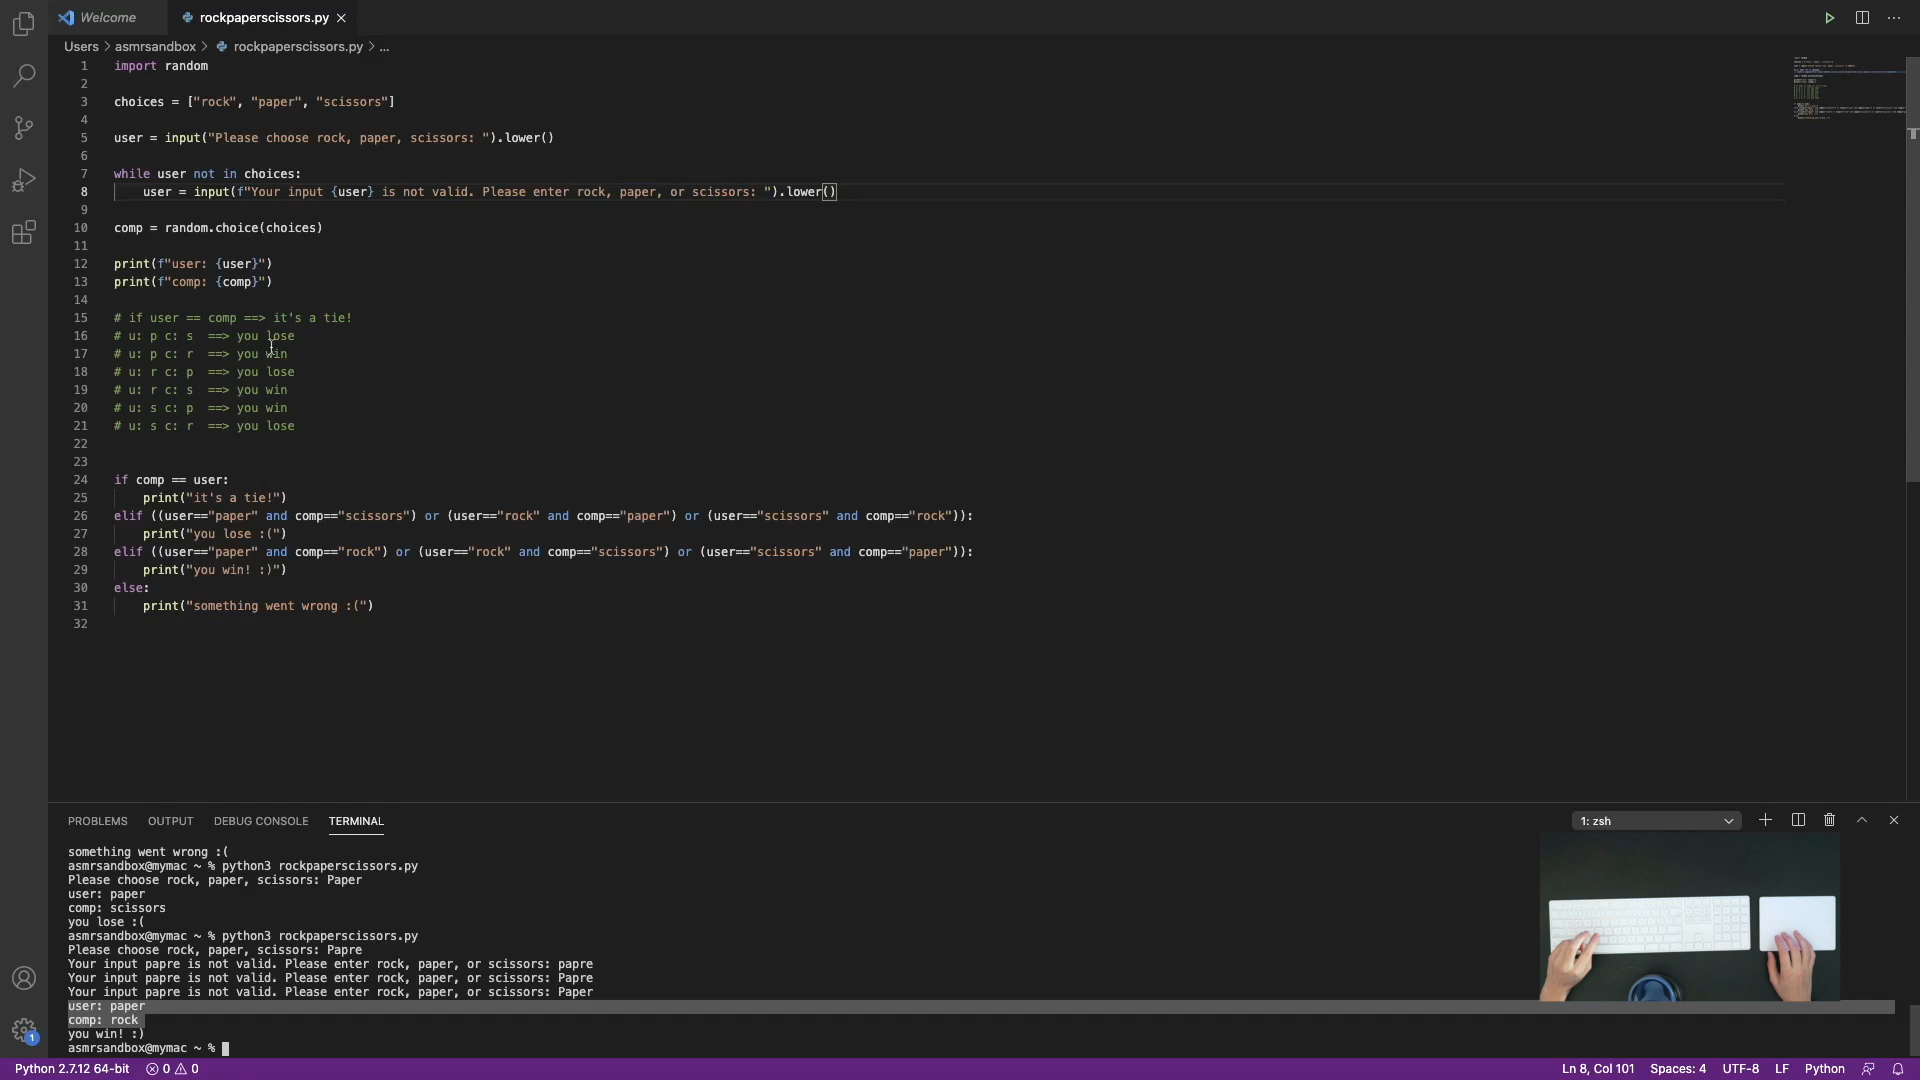 Welcome
rockpaperscissors.py
Users > asmrsandbox > rockpaperscissors.py > ...
1 import random
2
3 choices = ["rock", "paper", "scissors"]
4
5 user = input("Please choose rock, paper, scissors: ").lower()
6
7 while user not in choices:
8     user = input(f"Your input {user} is not valid. Please enter rock, paper, or scissors: ").lower()
9
10 comp = random.choice(choices)
11
12 print(f"user: {user}")
13 print(f"comp: {comp}")
14
15 # if user == comp ==> it's a tie!
16 # u: p c: s  ==> you lose
17 # u: p c: r  ==> you win
18 # u: r c: p  ==> you lose
19 # u: r c: s  ==> you win
20 # u: s c: p  ==> you win
21 # u: s c: r  ==> you lose
22
23
24 if comp == user:
25     print("it's a tie!")
26 elif ((user=="paper" and comp=="scissors") or (user=="rock" and comp=="paper") or (user=="scissors" and comp=="rock")):
27     print("you lose :(")
28 elif ((user=="paper" and comp=="rock") or (user=="rock" and comp=="scissors") or (user=="scissors" and comp=="paper")):
29     print("you win! :)")
30 else:
31     print("something went wrong :(")
32
PROBLEMS OUTPUT DEBUG CONSOLE TERMINAL 1: zsh
something went wrong :(
asmrsandbox@mymac ~ % python3 rockpaperscissors.py
Please choose rock, paper, scissors: Paper
user: paper
comp: scissors
you lose :(
asmrsandbox@mymac ~ % python3 rockpaperscissors.py
Please choose rock, paper, scissors: Papre
Your input papre is not valid. Please enter rock, paper, or scissors: papre
Your input papre is not valid. Please enter rock, paper, or scissors: Papre
Your input papre is not valid. Please enter rock, paper, or scissors: Paper
user: paper
comp: rock
you win! :)
asmrsandbox@mymac ~ %
1
Python 2.7.12 64-bit 0 0 Ln 8, Col 101 Spaces: 4 UTF-8 LF Python